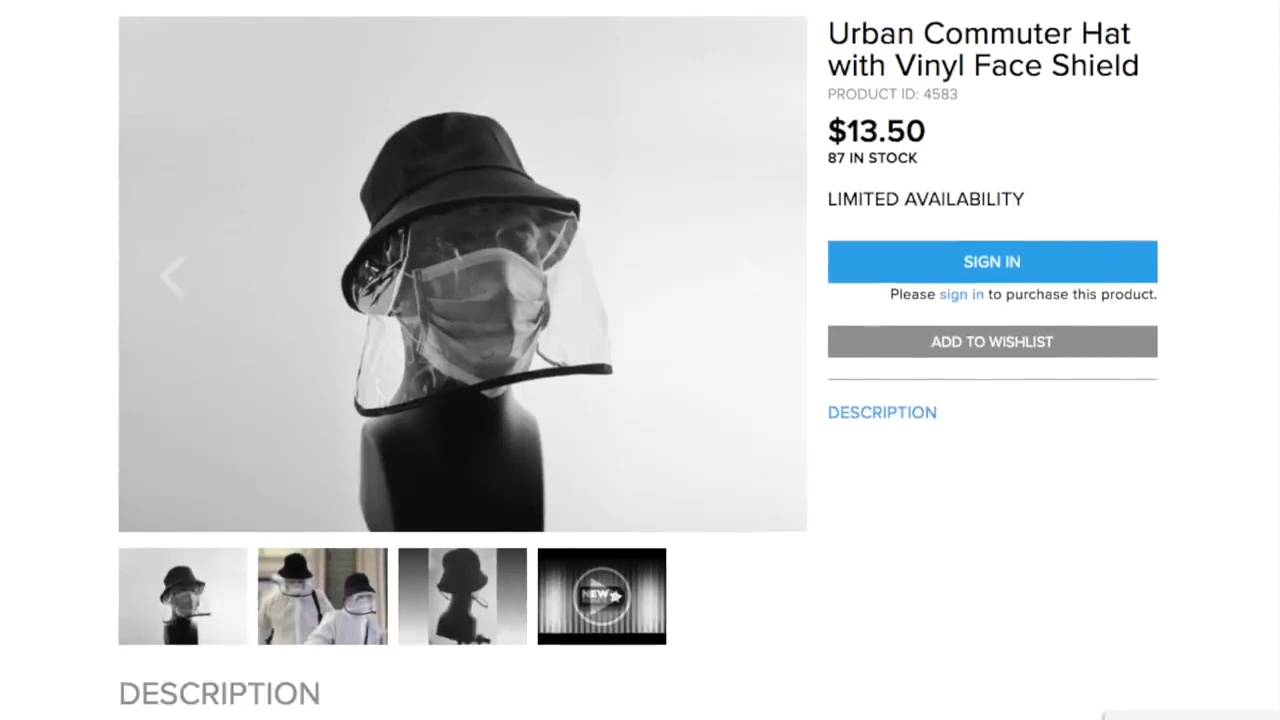 Urban Commuter Hat
with Vinyl Face Shield
PRODUCT ID: 4583
$13.50
87 IN STOCK
LIMITED AVAILABILITY
SIGN IN
Please sign in to purchase this product.
ADD TO WISHLIST
DESCRIPTION
NEW
DESCRIPTION